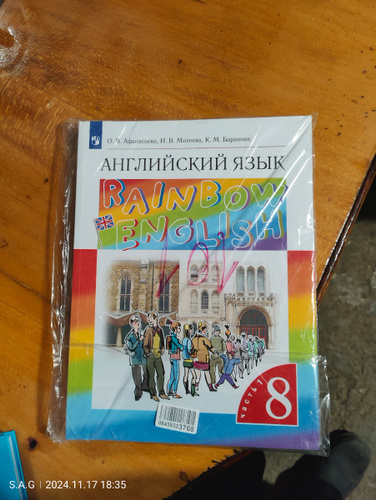 О. В. Афанасьева, И. В. Михеева, К. М. Баранова
АНГЛИЙСКИЙ ЯЗЫК
RAINBOW
ENGLISH
часть 1
8
S.A.G | 2024.11.17 18:35